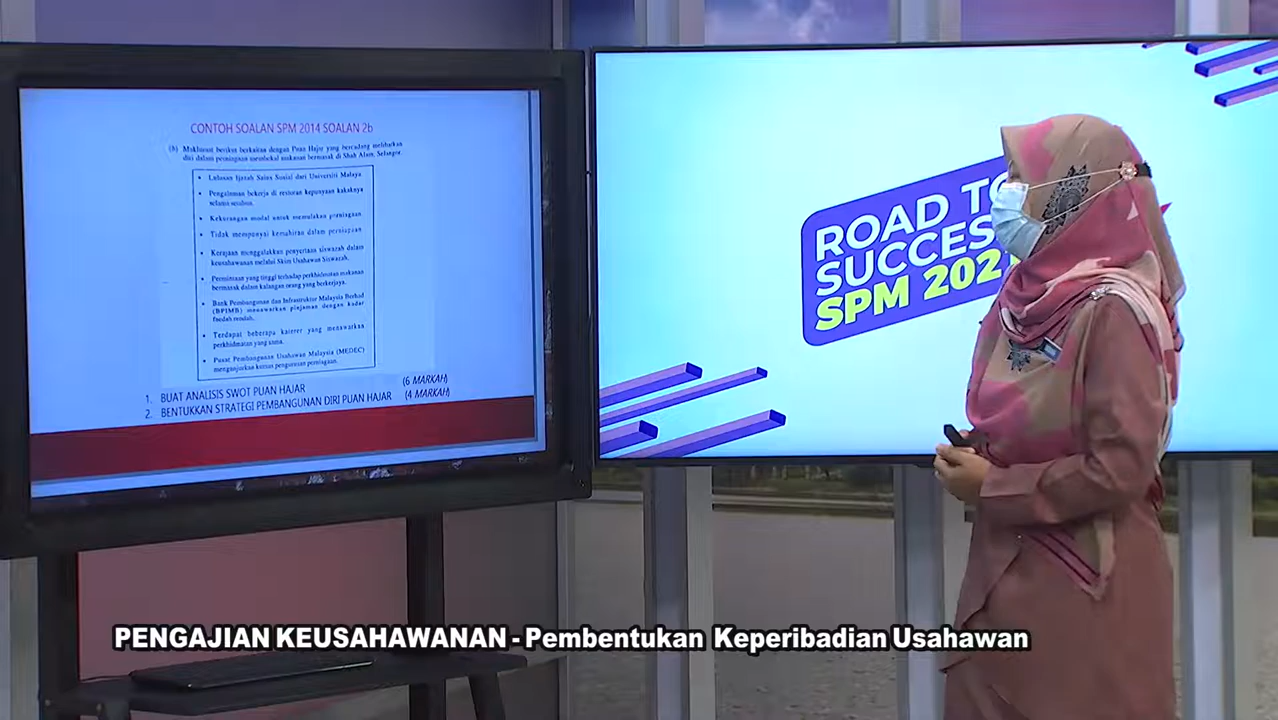 CONTOH SOALAN SPM 2014 SOALAN 2b
(b) Maklumat berikut berkaitan dengan Puan Hajar yang bercadang melibatkan
diri dalam perniagaan membekal makanan bermasak di Shah Alam, Selangor.
• Lulusan Ijazah Sains Sosial dari Universiti Malaya.
• Pengalaman bekerja di restoran kepunyaan kakaknya
selama setahun.
• Kekurangan modal untuk memulakan perniagaan.
• Tidak mempunyai kemahiran dalam perniagaan.
• Kerajaan menggalakkan penyertaan siswazah dalam
keusahawanan melalui Skim Usahawan Siswazah.
• Permintaan yang tinggi terhadap perkhidmatan makanan
bermasak dalam kalangan orang yang berkerjaya.
• Bank Pembangunan dan Infrastruktur Malaysia Berhad
(BPIMB) menawarkan pinjaman dengan kadar
faedah rendah.
• Terdapat beberapa katerer yang menawarkan
perkhidmatan yang sama.
• Pusat Pembangunan Usahawan Malaysia (MEDEC)
menganjurkan kursus pengurusan perniagaan.
1. BUAT ANALISIS SWOT PUAN HAJAR (6 MARKAH)
2. BENTUKKAN STRATEGI PEMBANGUNAN DIRI PUAN HAJAR (4 MARKAH)
ROAD TO
SUCCES
SPM 2021
PENGAJIAN KEUSAHAWANAN - Pembentukan Keperibadian Usahawan